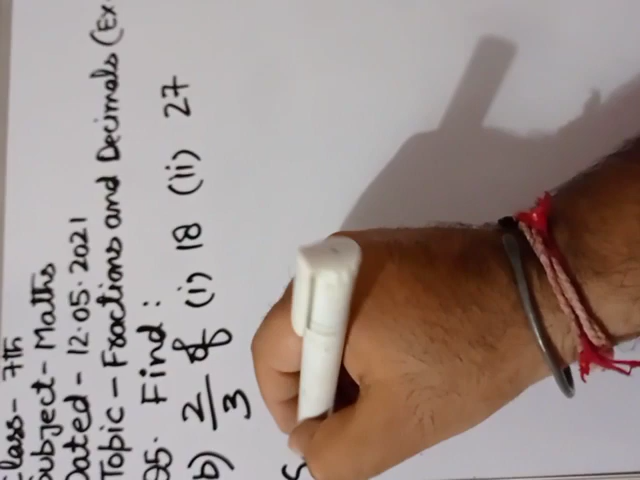 Class- 7th
Subject- Maths
Dated - 12.05.2021
Topic - Fractions and Decimals (Ex.
Q5. Find :
b) 2/3 of (i) 18 (ii) 27
S